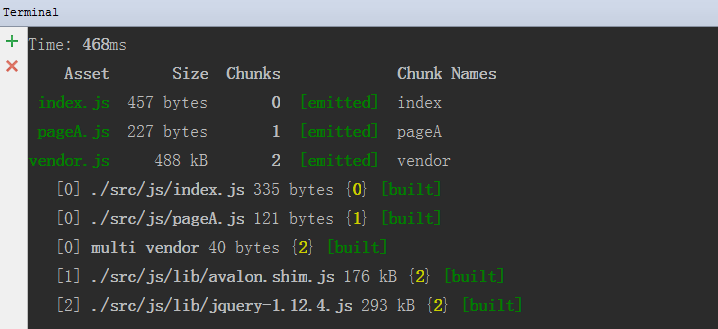 Terminal
Time: 468ms
Asset Size Chunks Chunk Names
index.js 457 bytes 0 [emitted] index
pageA.js 227 bytes 1 [emitted] pageA
vendor.js 488 kB 2 [emitted] vendor
[0] ./src/js/index.js 335 bytes {0} [built]
[0] ./src/js/pageA.js 121 bytes {1} [built]
[0] multi vendor 40 bytes {2} [built]
[1] ./src/js/lib/avalon.shim.js 176 kB {2} [built]
[2] ./src/js/lib/jquery-1.12.4.js 293 kB {2} [built]